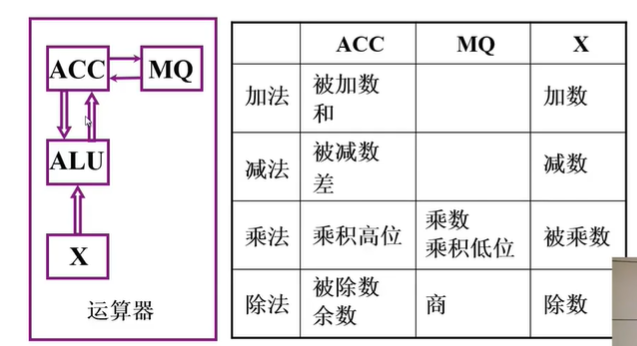 ACC MQ
ALU
X
运算器
ACC MQ X
加法 被加数 加数
和
减法 被减数 减数
差
乘法 乘积高位 乘数 被乘数
乘积低位
除法 被除数 商 除数
余数